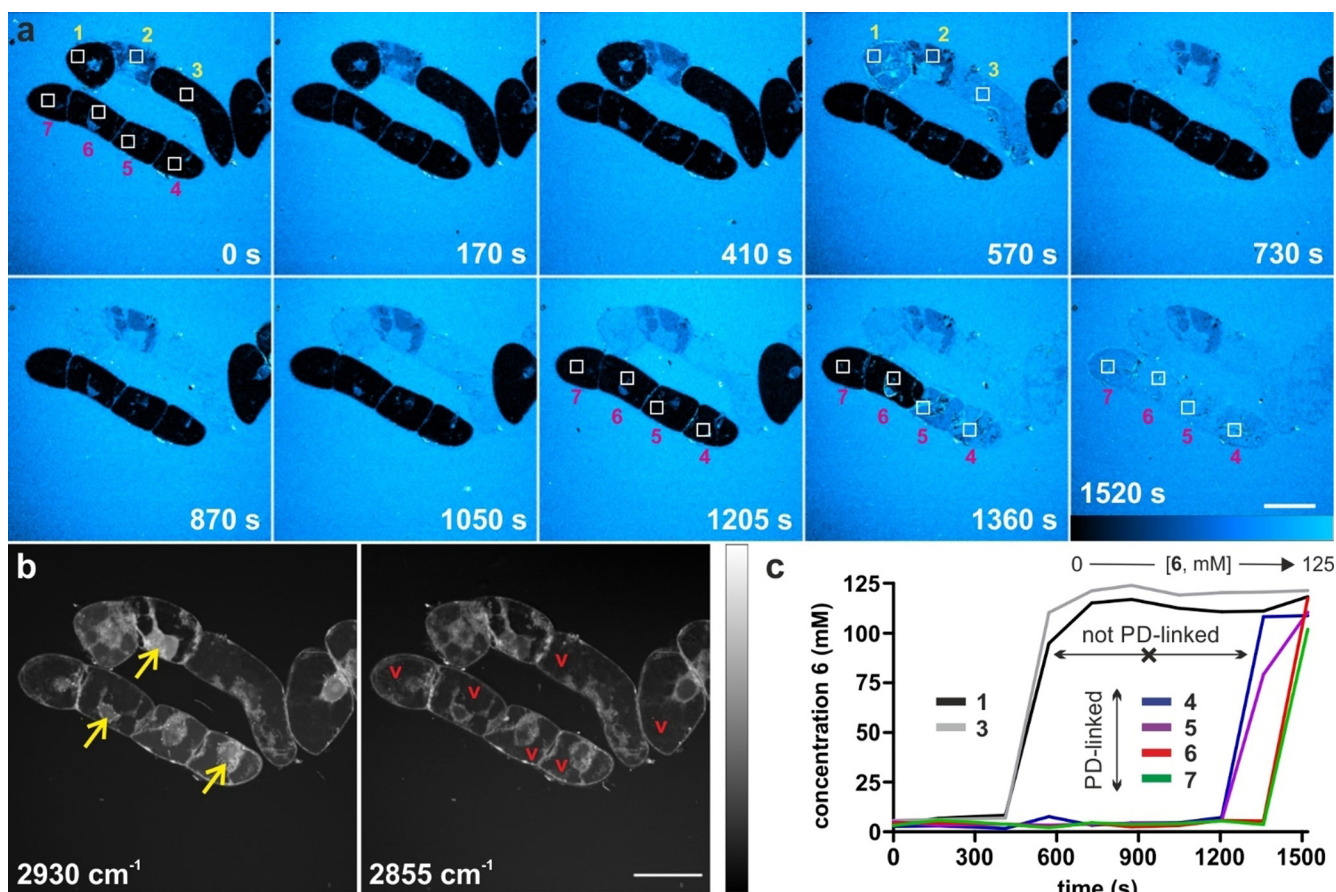 a
1
2
3
7
6
5
4
0 s
170 s
410 s
1
2
3
570 s
730 s
870 s
1050 s
7
6
5
4
1205 s
7
6
5
4
1360 s
7
6
5
4
1520 s
b
2930 cm⁻¹
v
v
v
v
v
v
2855 cm⁻¹
c
0 [6, mM] 125
concentration 6 (mM)
125
100
75
50
25
0
not PD-linked
1
3
PD-linked
4
5
6
7
0 300 600 900 1200 1500
time (s)